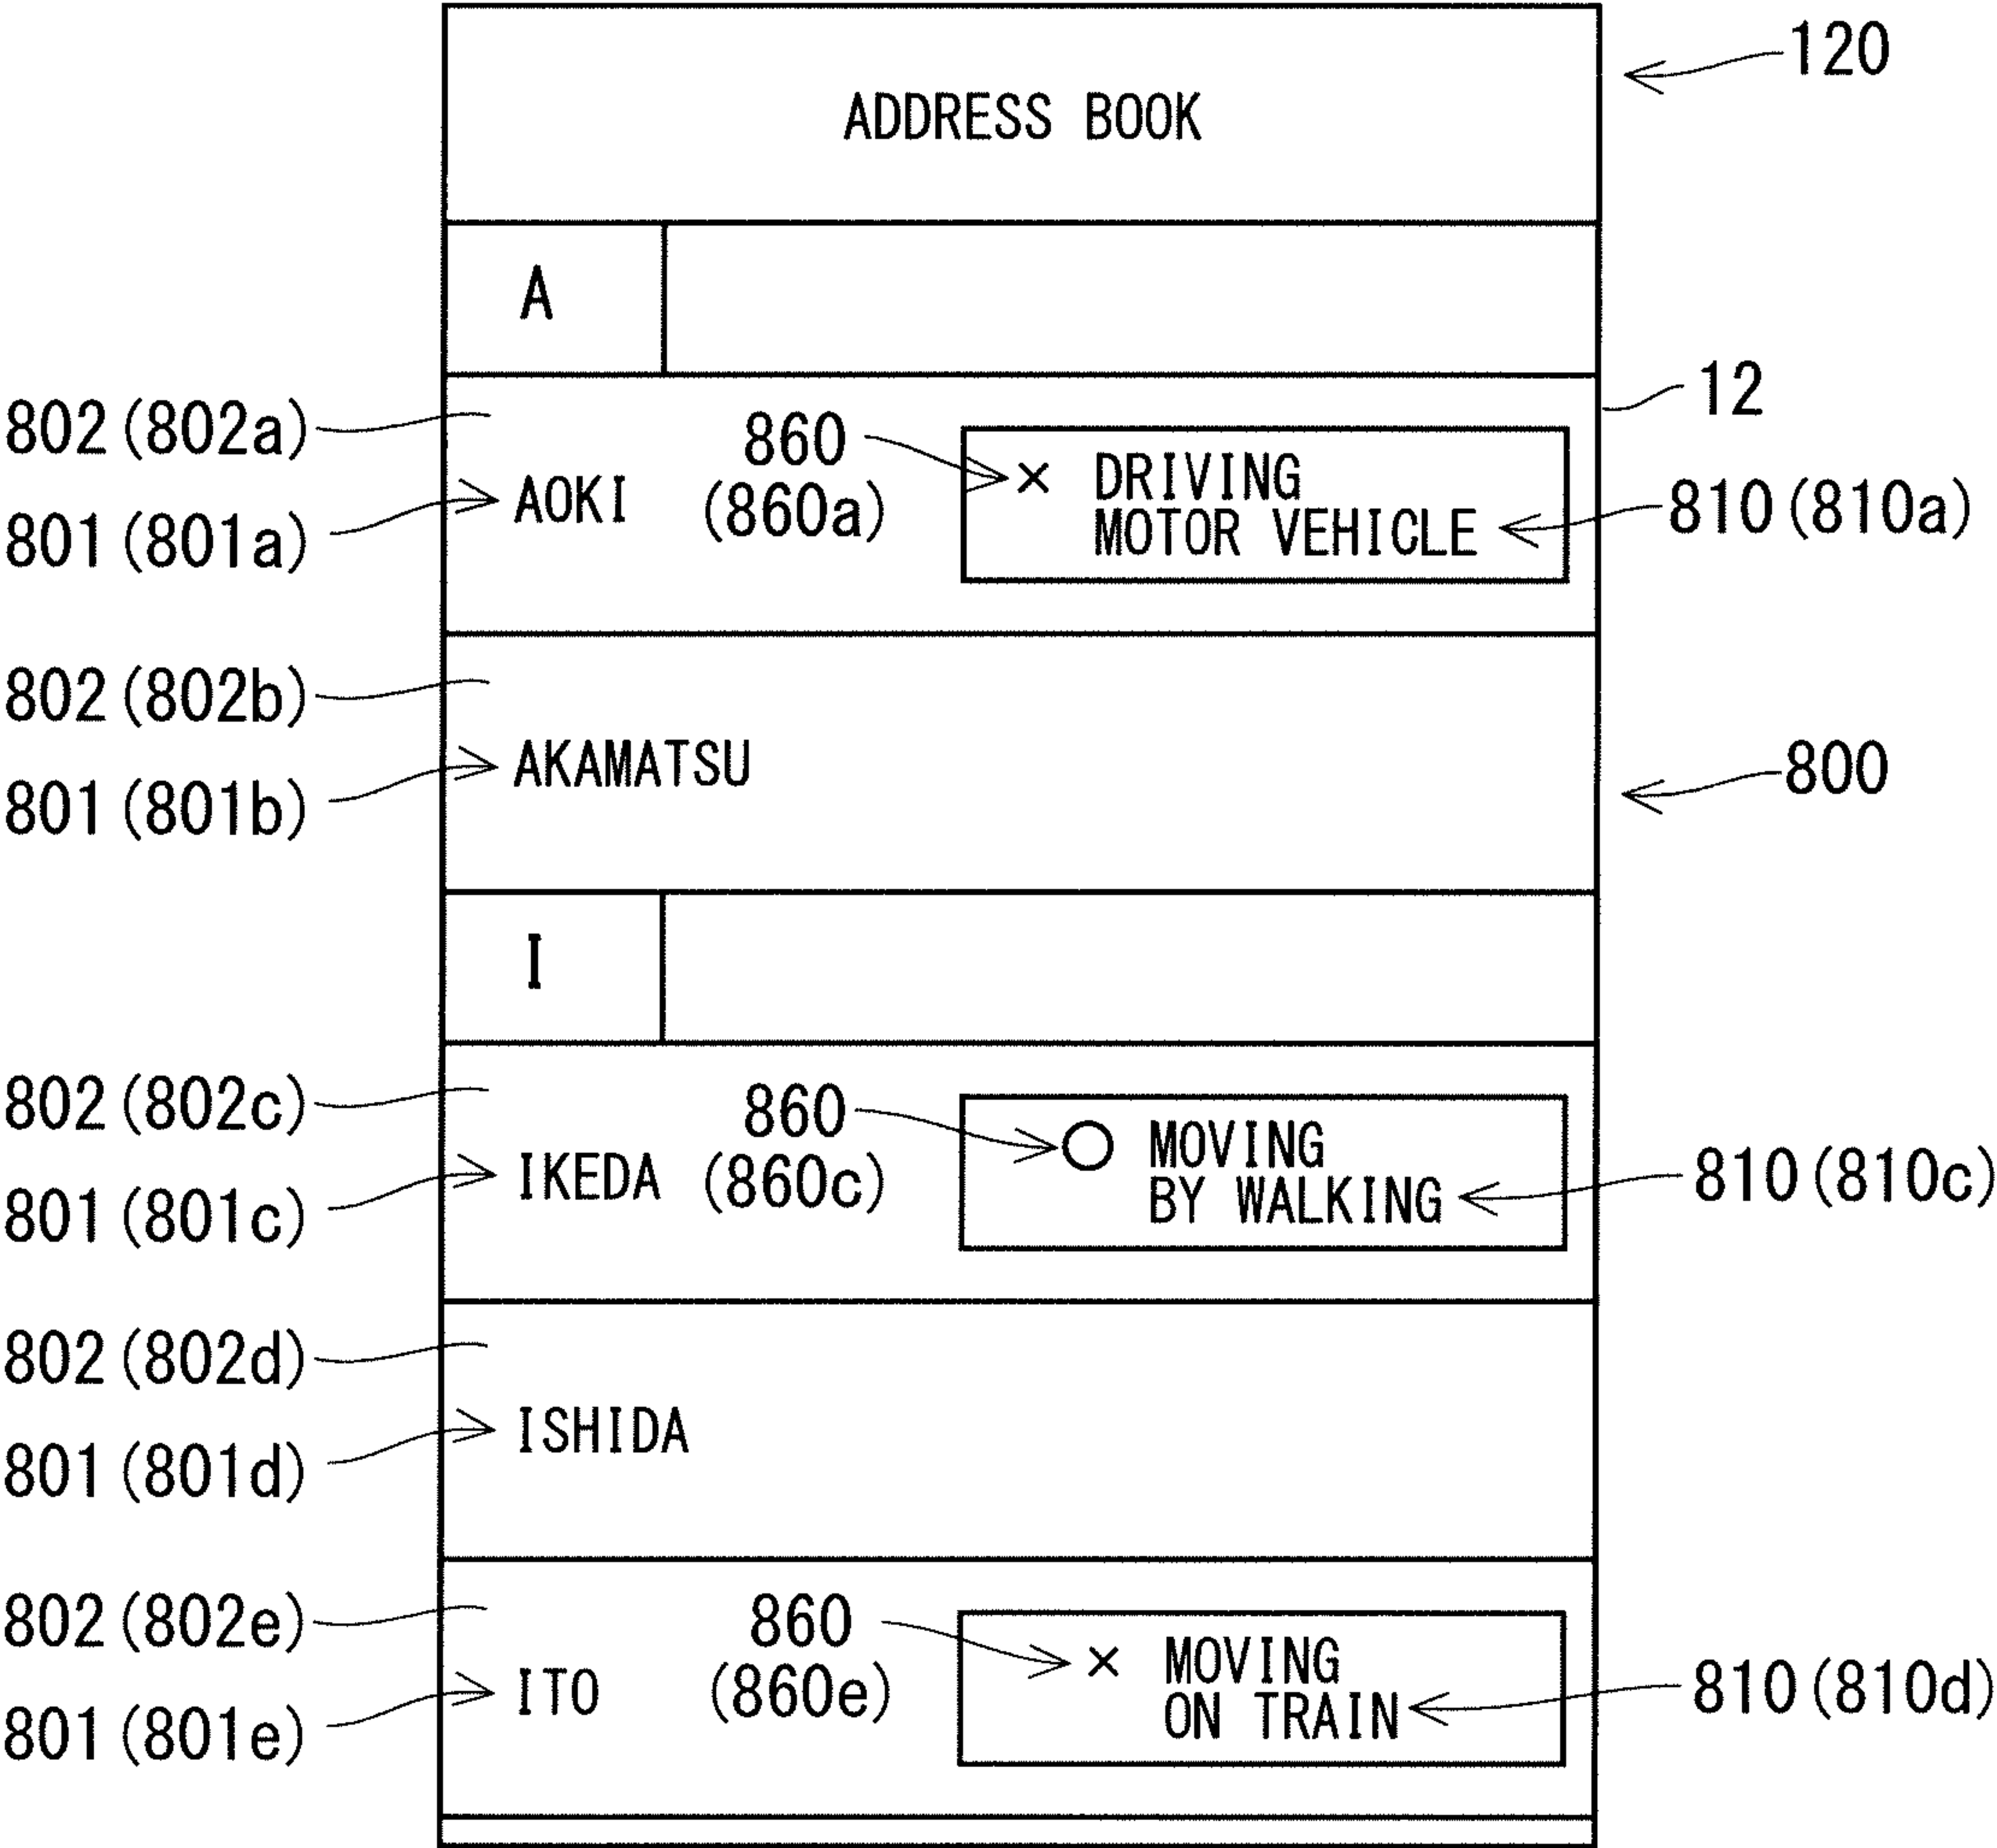 120
ADDRESS BOOK
A
12
802 (802a)
860
(860a)
× DRIVING
MOTOR VEHICLE
810 (810a)
AOKI
801 (801a)
802 (802b)
AKAMATSU
801 (801b)
800
I
802 (802c)
860
(860c)
○ MOVING
BY WALKING
810 (810c)
IKEDA
801 (801c)
802 (802d)
ISHIDA
801 (801d)
802 (802e)
860
(860e)
× MOVING
ON TRAIN
810 (810d)
ITO
801 (801e)